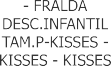 - FRALDA
DESC.INFANTIL
TAM.P-KISSES -
KISSES - KISSES